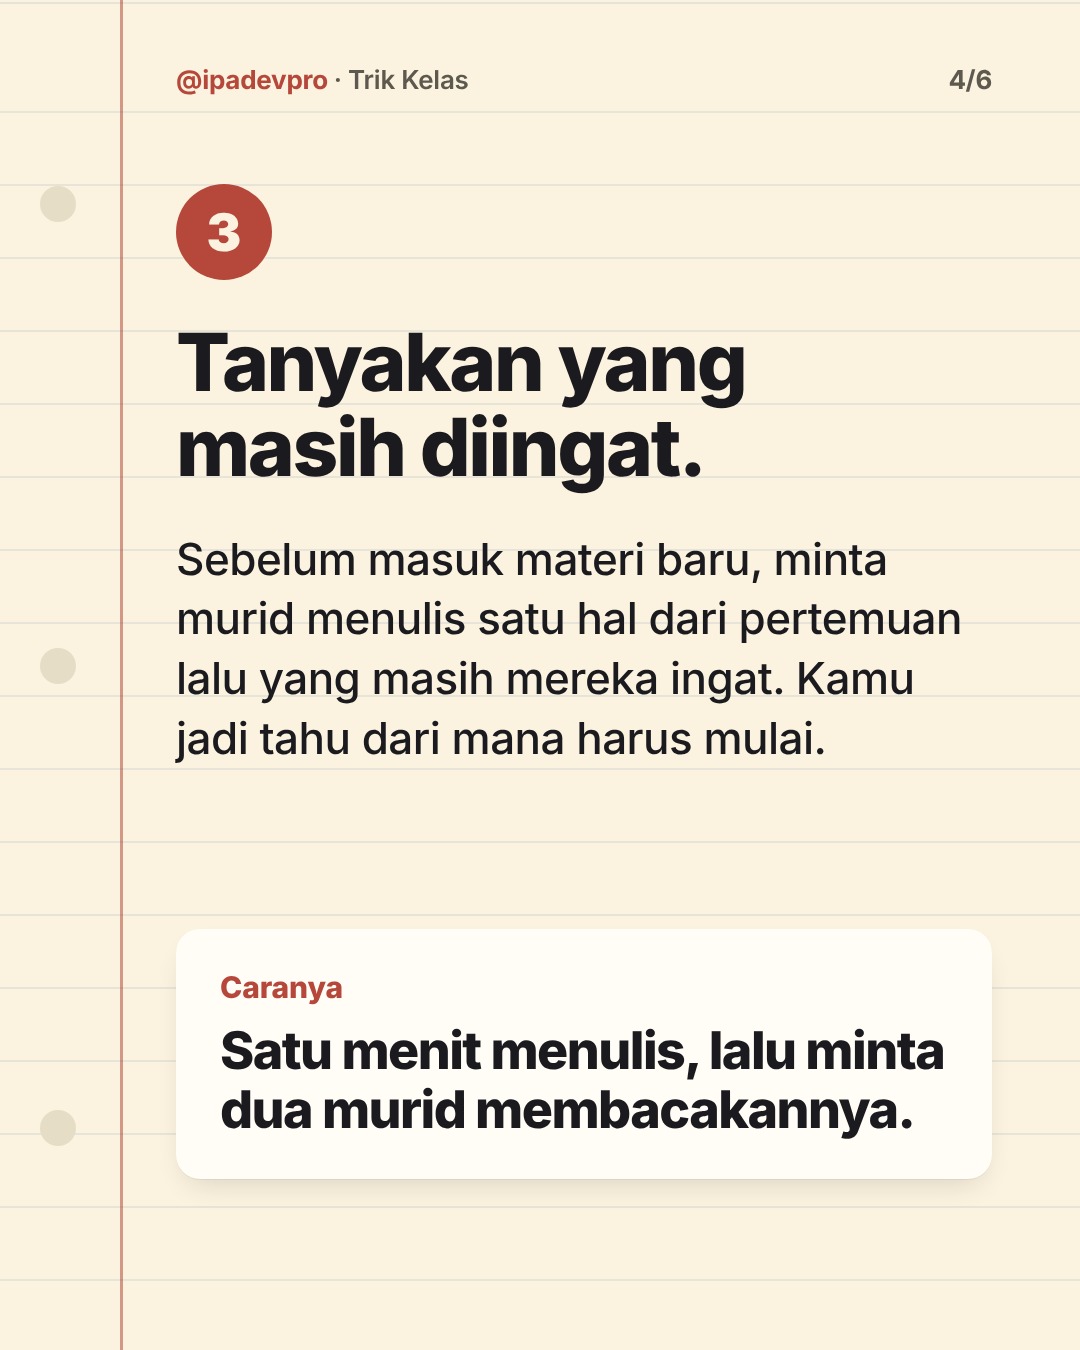 @ipadevpro · Trik Kelas
4/6
3
Tanyakan yang
masih diingat.
Sebelum masuk materi baru, minta
murid menulis satu hal dari pertemuan
lalu yang masih mereka ingat. Kamu
jadi tahu dari mana harus mulai.
Caranya
Satu menit menulis, lalu minta
dua murid membacakannya.